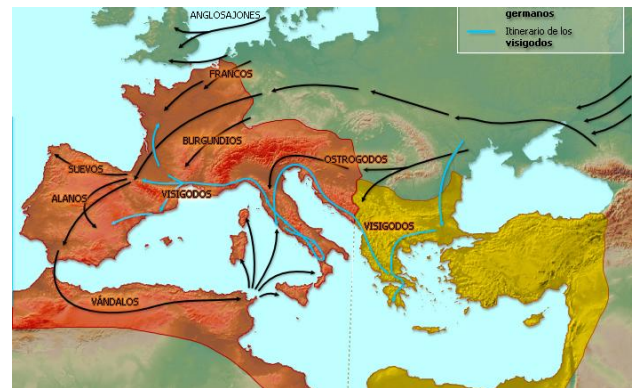 ANGLOSAJONES
germanos
Itinerario de los
visigodos
FRANCOS
BURGUNDIOS
OSTROGODOS
SUEVOS
ALANOS
VISIGODOS
VISIGODOS
VÁNDALOS